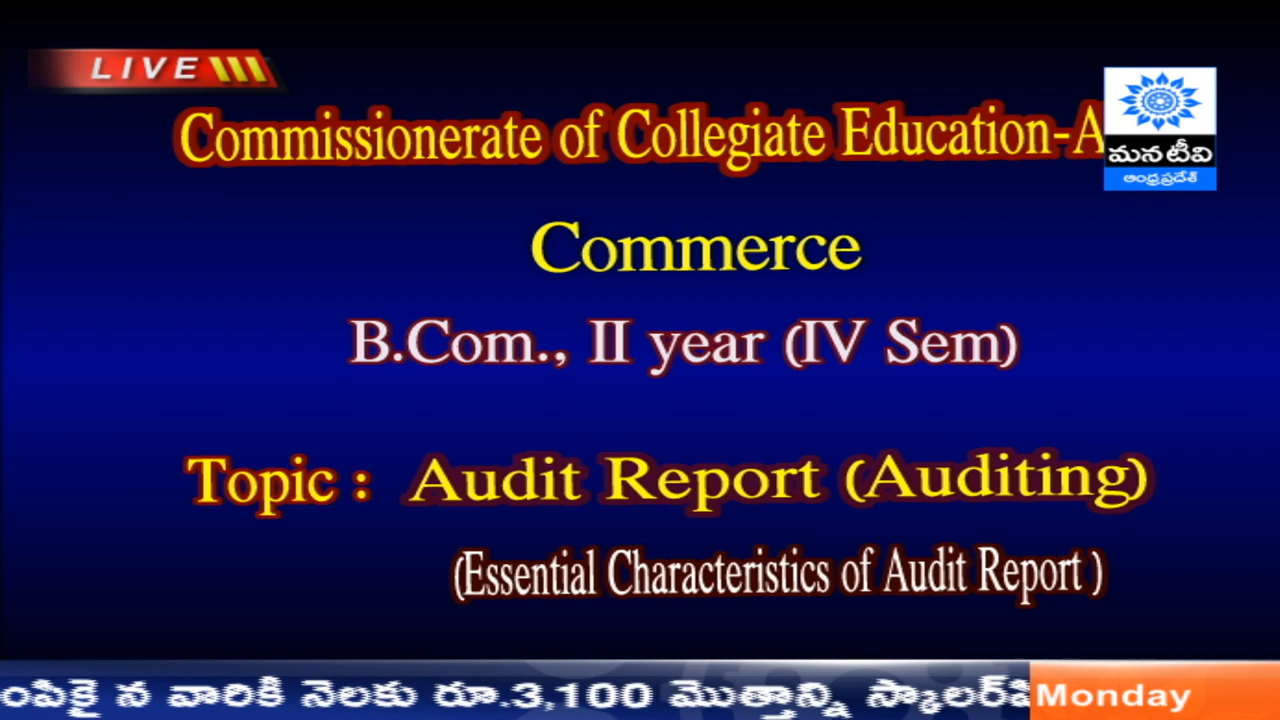 LIVE
Commissionerate of Collegiate Education-A
మన టీవి
ఆంధ్రప్రదేశ్
Commerce
B.Com., II year (IV Sem)
Topic : Audit Report (Auditing)
(Essential Characteristics of Audit Report )
ంపికై న వారికి నెలకు రూ.3,100 మొత్తాన్ని స్కాలర్‌షి Monday